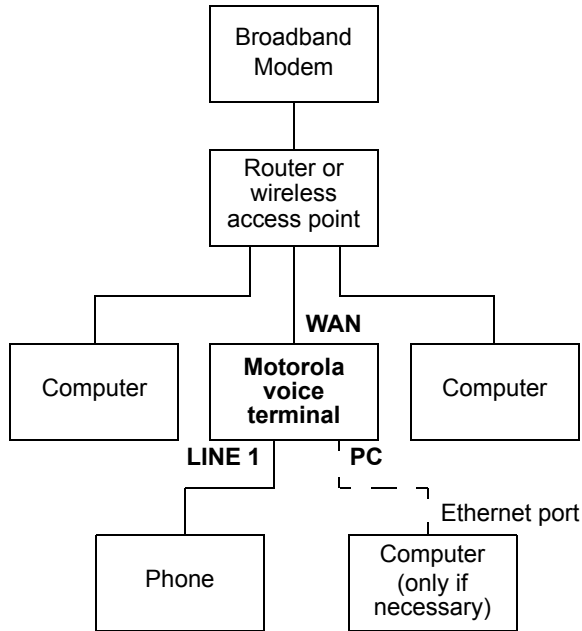 Broadband
Modem
Router or
wireless
access point
WAN
Computer
Motorola
voice
terminal
Computer
LINE 1
PC
Ethernet port
Phone
Computer
(only if
necessary)